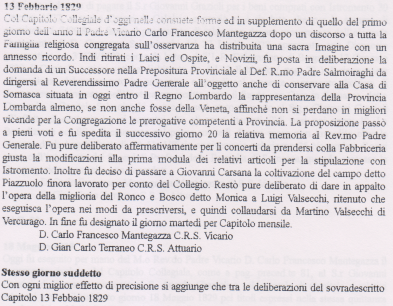 13 Febbario 1829
Col Capitolo Collegiale d'oggi nelle consuete forme ed in supplemento di quello del primo
giorno dell'anno il Padre Vicario Carlo Francesco Mantegazza dopo un discorso a tutta la
Famiglia religiosa congregata sull'osservanza ha distribuita una sacra Imagine con un
annesso ricordo. Indi ritirati i Laici ed Ospite, e Novizii, fu posta in deliberazione la
domanda di un Successore nella Prepositura Provinciale al Def. R.mo Padre Salmoiraghi da
dirigersi al Reverendissimo Padre Generale all'oggetto anche di conservare alla Casa di
Somasca situata in oggi entro il Regno Lombardo la rappresentanza della Provincia
Lombarda almeno, se non anche fosse della Veneta, affinchè non si perdano in migliori
vicende per la Congregazione le prerogative competenti a Provincia. La proposizione passò
a pieni voti e fu spedita il successivo giorno 20 la relativa memoria al Rev.mo Padre
Generale. Fu pure deliberato affermativamente per li concerti da prendersi colla Fabbriceria
giusta la modificazioni alla prima modula dei relativi articoli per la stipulazione con
Istromento. Inoltre fu deciso di passare a Giovanni Carsana la coltivazione del campo detto
Piazzuolo finora lavorato per conto del Collegio. Restò pure deliberato di dare in appalto
l'opera della miglieria del Ronco e Bosco detto Monica a Luigi Valsecchi, ritenuto che
eseguisca l'opera nei modi da prescriversi, e quindi collaudarsi da Martino Valsecchi di
Vercurago. In fine fu designato il giorno martedì per Capitolo mensile.
D. Carlo Francesco Mantegazza C.R.S. Vicario
D. Gian Carlo Terraneo C.R.S. Attuario
Stesso giorno suddetto
Con ogni miglior effetto di precisione si aggiunge che tra le deliberazioni del sovradescritto
Capitolo 13 Febbaio 1829